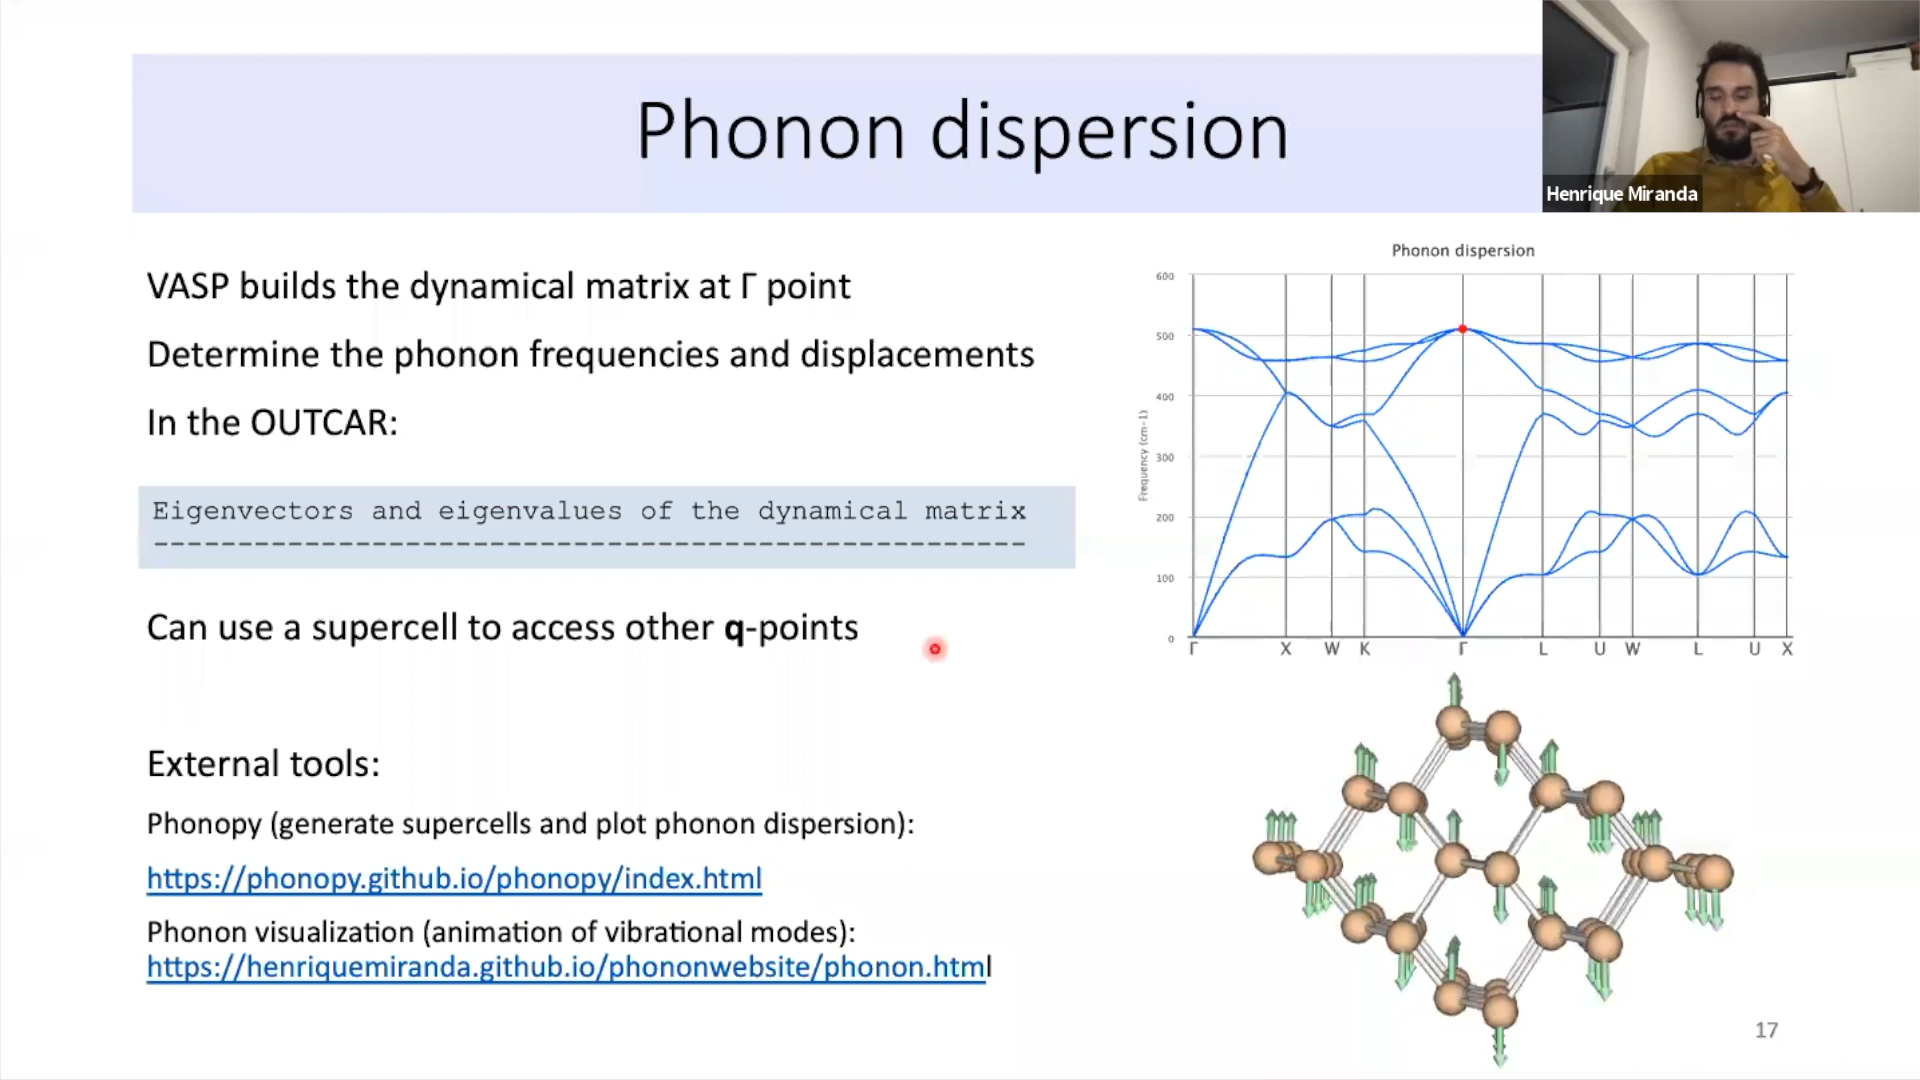 Phonon dispersion
Henrique Miranda
VASP builds the dynamical matrix at Γ point
Determine the phonon frequencies and displacements
In the OUTCAR:
Eigenvectors and eigenvalues of the dynamical matrix
----------------------------------------------------
Can use a supercell to access other q-points
External tools:
Phonopy (generate supercells and plot phonon dispersion):
https://phonopy.github.io/phonopy/index.html
Phonon visualization (animation of vibrational modes):
https://henriquemiranda.github.io/phononwebsite/phonon.html
Phonon dispersion
Frequency (cm-1)
600
500
400
300
200
100
0
Γ X W K Γ L U W L U X
17